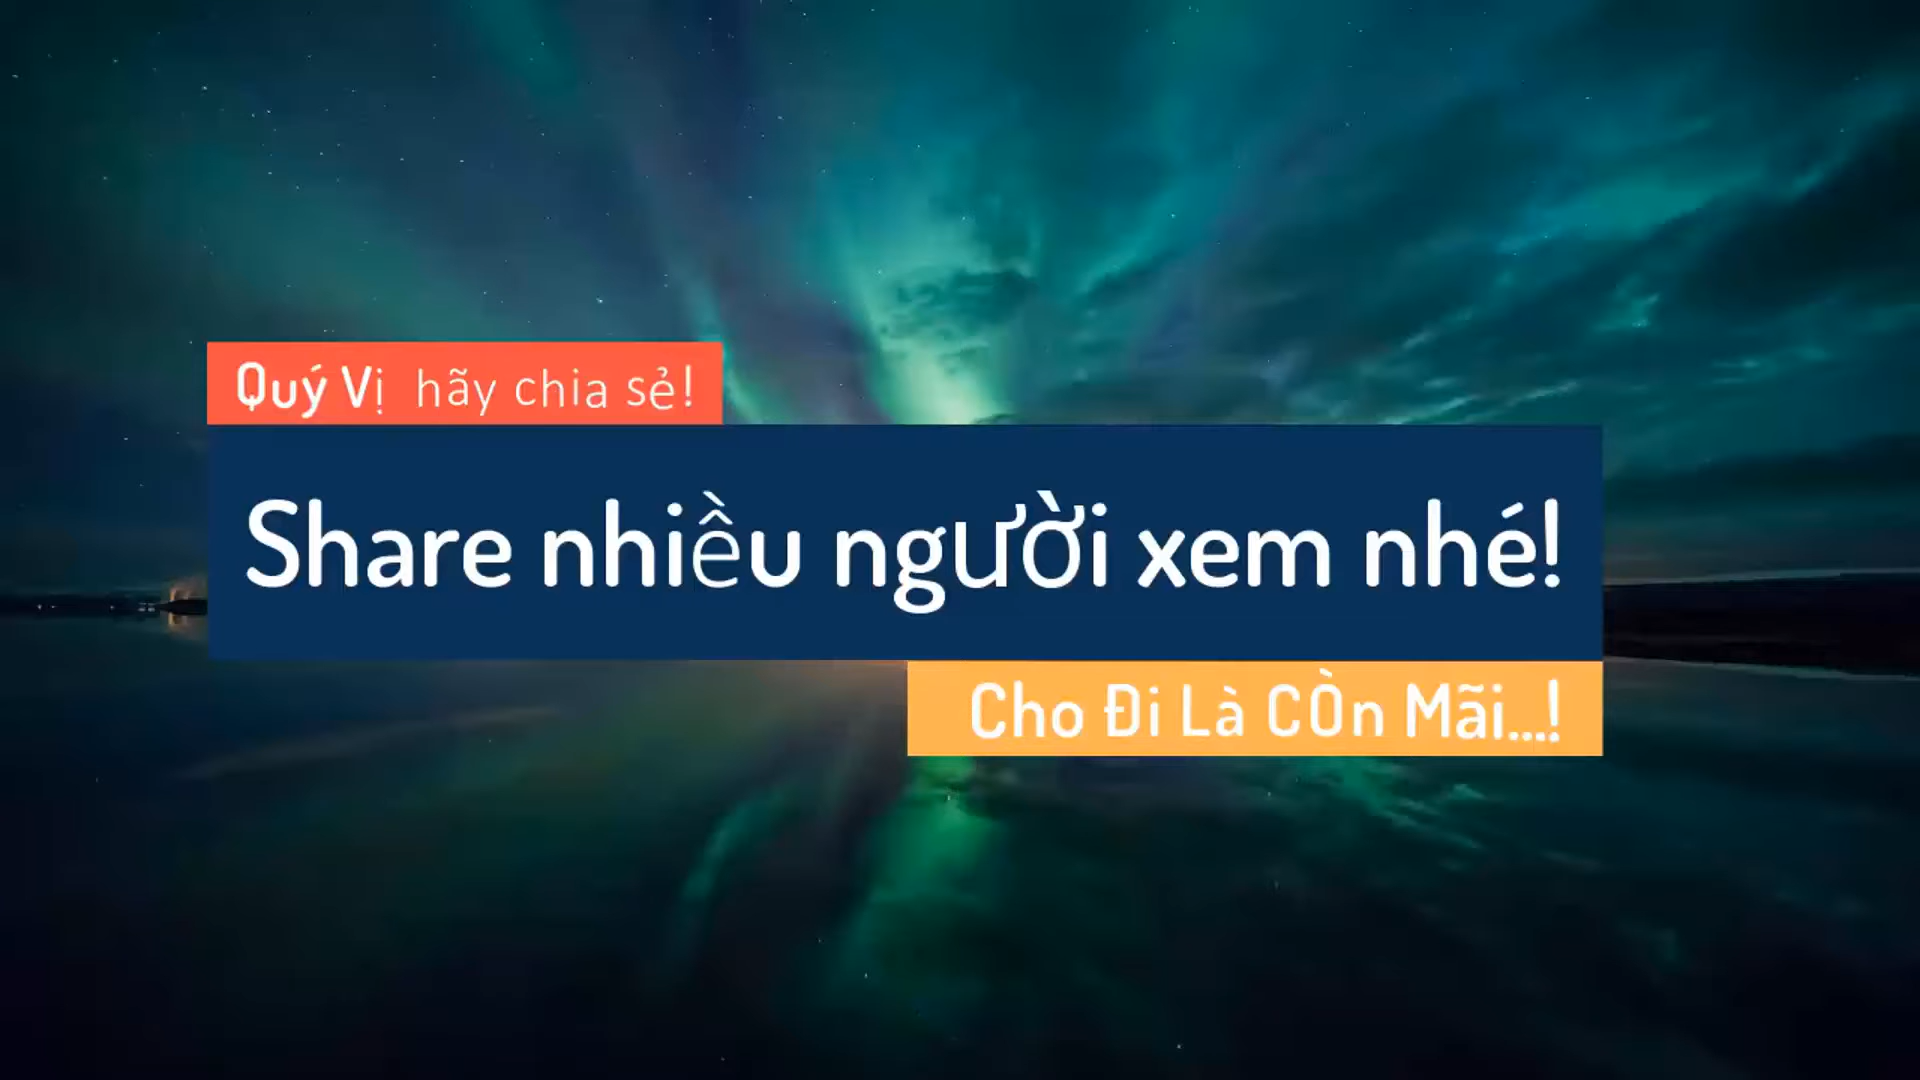 Quý Vị hãy chia sẻ!
Share nhiều người xem nhé!
Cho Đi Là CÒn Mãi...!